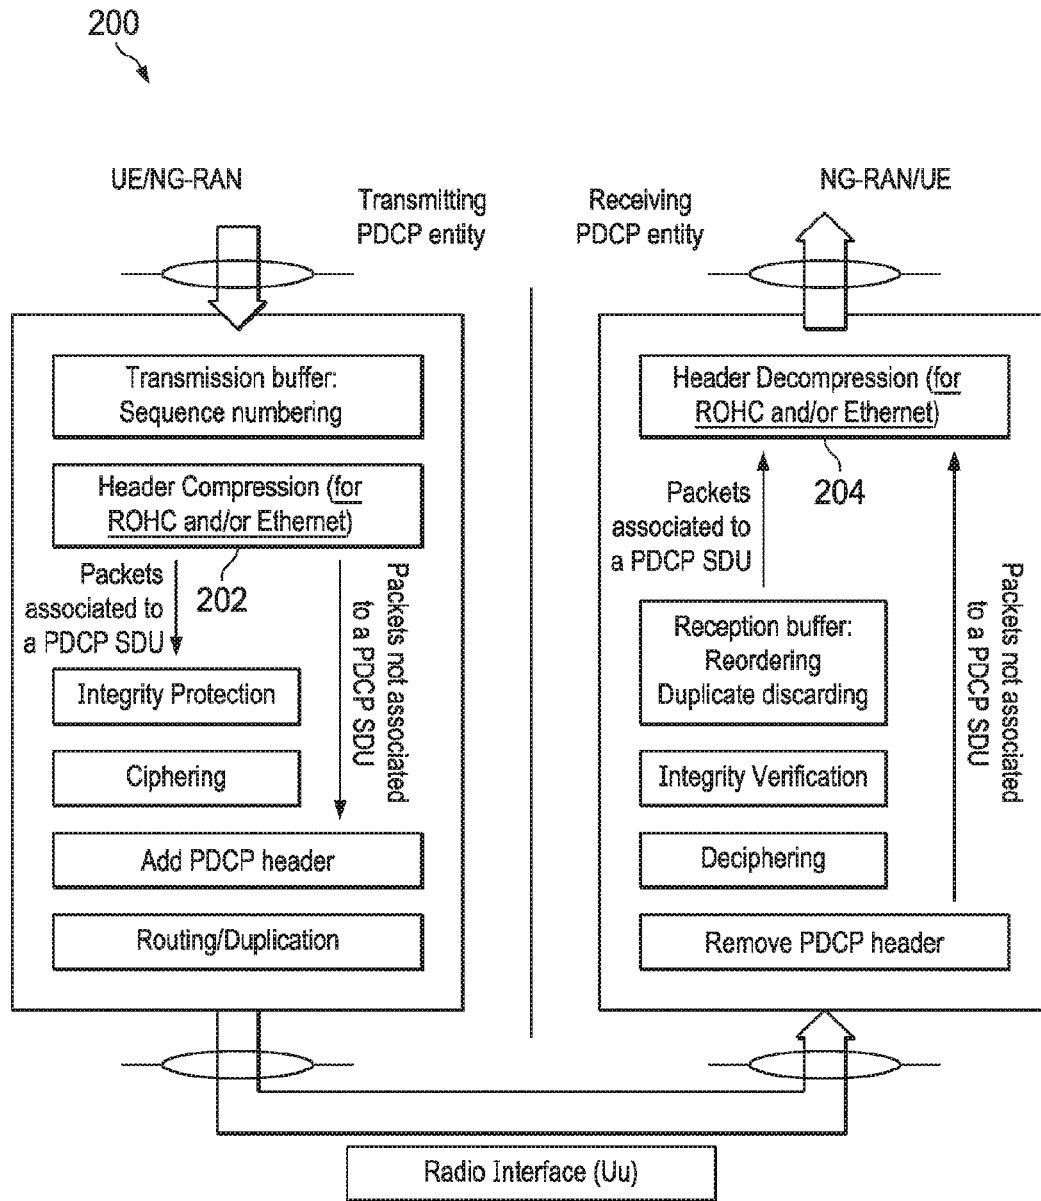 200
UE/NG-RAN
Transmitting
PDCP entity
Receiving
PDCP entity
NG-RAN/UE
Transmission buffer:
Sequence numbering
Header Compression (for
ROHC and/or Ethernet)
202
Packets
associated to
a PDCP SDU
Packets not associated
to a PDCP SDU
Integrity Protection
Ciphering
Add PDCP header
Routing/Duplication
Header Decompression (for
ROHC and/or Ethernet)
204
Packets
associated to
a PDCP SDU
Packets not associated
to a PDCP SDU
Reception buffer:
Reordering
Duplicate discarding
Integrity Verification
Deciphering
Remove PDCP header
Radio Interface (Uu)